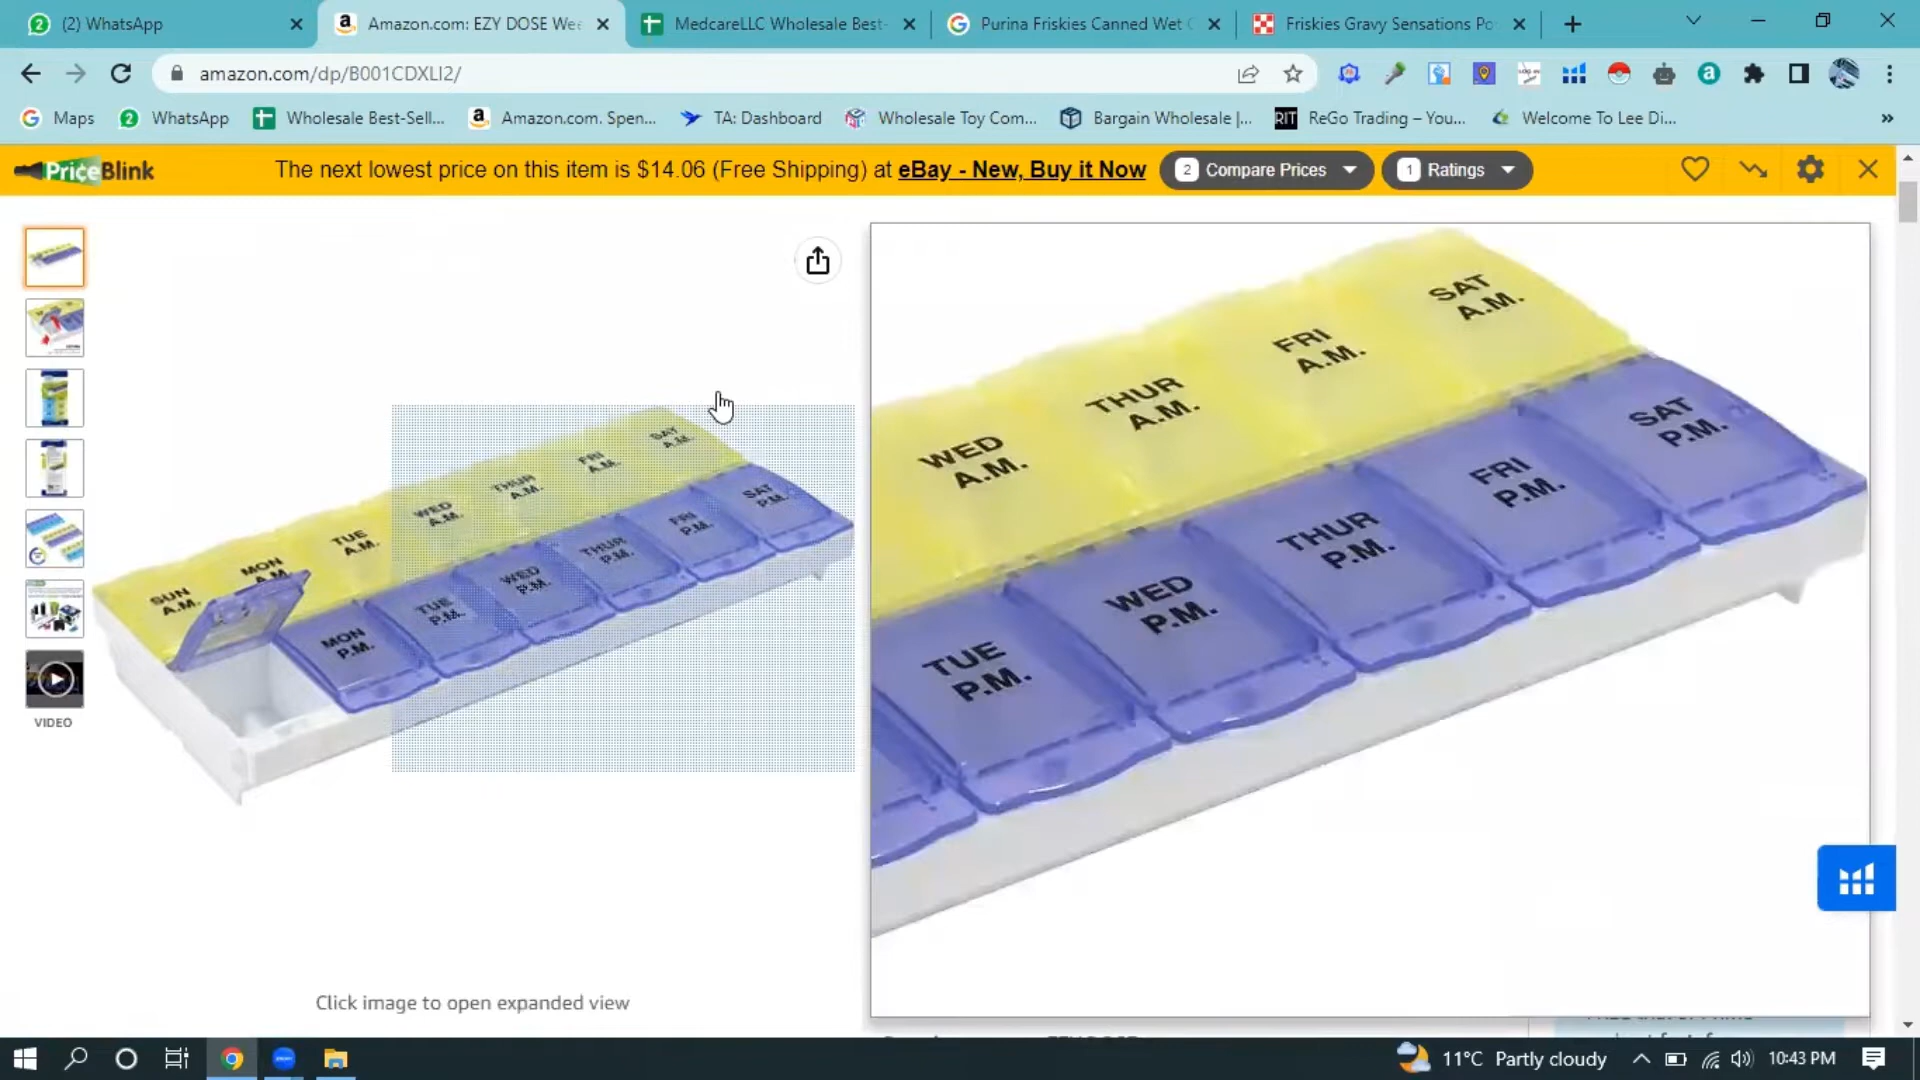 (2) WhatsApp
Amazon.com: EZY DOSE Wee
MedcareLLC Wholesale Best-
Purina Friskies Canned Wet C
Friskies Gravy Sensations Po
amazon.com/dp/B001CDXLI2/
Maps
WhatsApp
Wholesale Best-Sell...
Amazon.com. Spen...
TA: Dashboard
Wholesale Toy Com...
Bargain Wholesale |...
RIT
ReGo Trading – You...
Welcome To Lee Di...
»
PriceBlink
The next lowest price on this item is $14.06 (Free Shipping) at eBay - New, Buy it Now
2 Compare Prices
1 Ratings
VIDEO
SUN
A.M.
MON
A.M.
TUE
A.M.
WED
A.M.
THUR
A.M.
FRI
A.M.
SAT
A.M.
MON
P.M.
TUE
P.M.
WED
P.M.
THUR
P.M.
FRI
P.M.
SAT
P.M.
WED
A.M.
THUR
A.M.
FRI
A.M.
SAT
A.M.
TUE
P.M.
WED
P.M.
THUR
P.M.
FRI
P.M.
SAT
P.M.
Click image to open expanded view
11°C Partly cloudy
10:43 PM